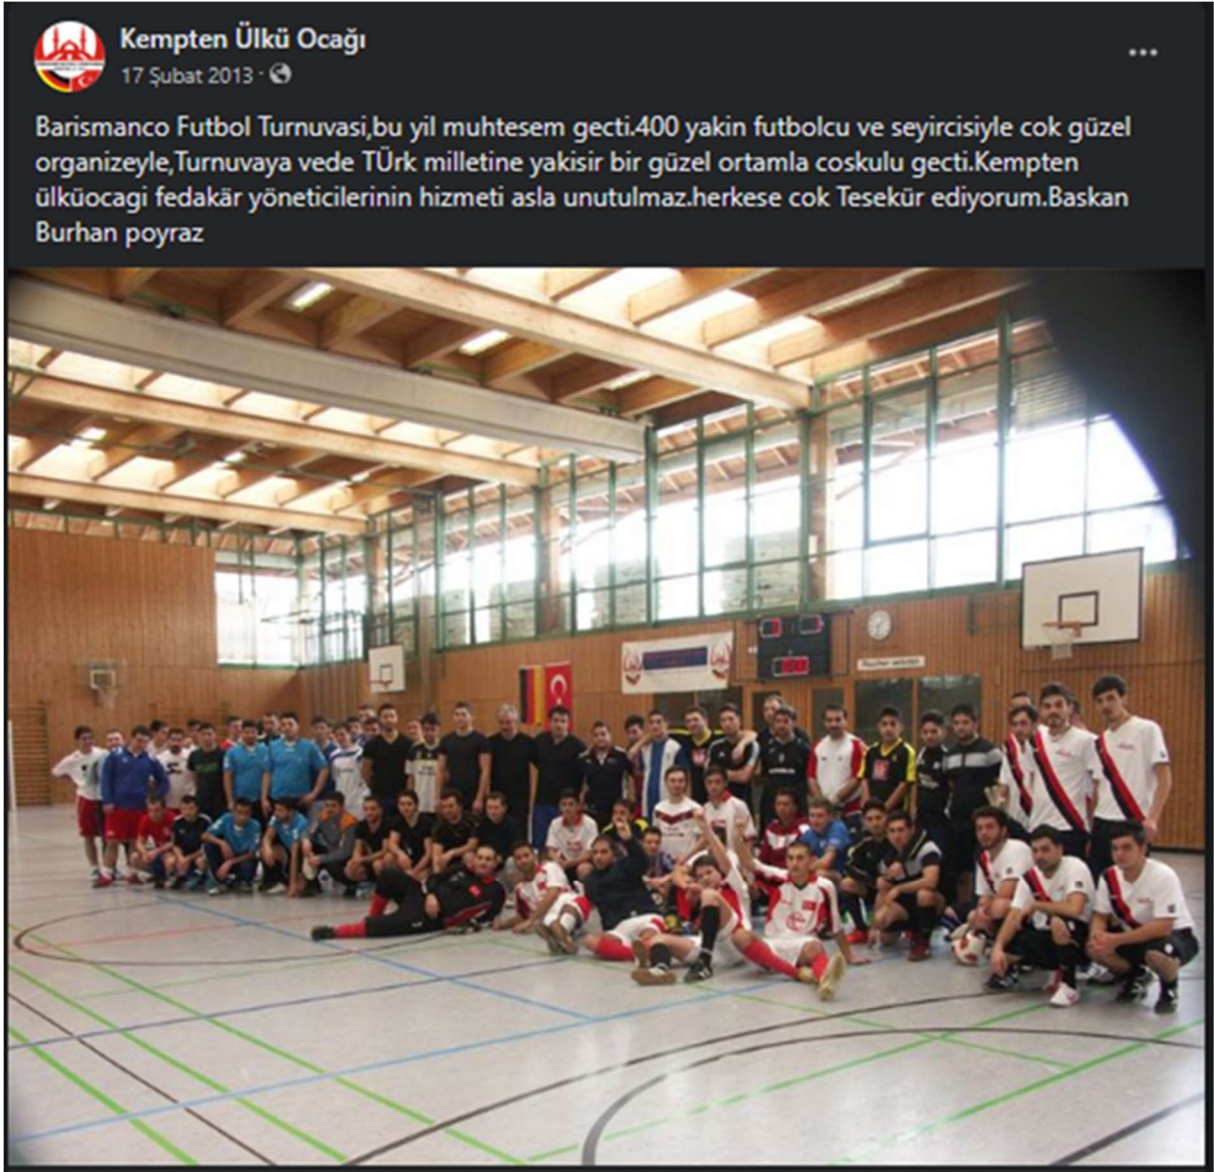 Kempten Ülkü Ocağı
17 Şubat 2013 ·
Barismanco Futbol Turnuvasi,bu yil muhtesem gecti.400 yakin futbolcu ve seyircisiyle cok güzel
organizeyle,Turnuvaya vede TÜrk milletine yakisir bir güzel ortamla coskulu gecti.Kempten
ülküocagi fedakär yöneticilerinin hizmeti asla unutulmaz.herkese cok Tesekür ediyorum.Baskan
Burhan poyraz